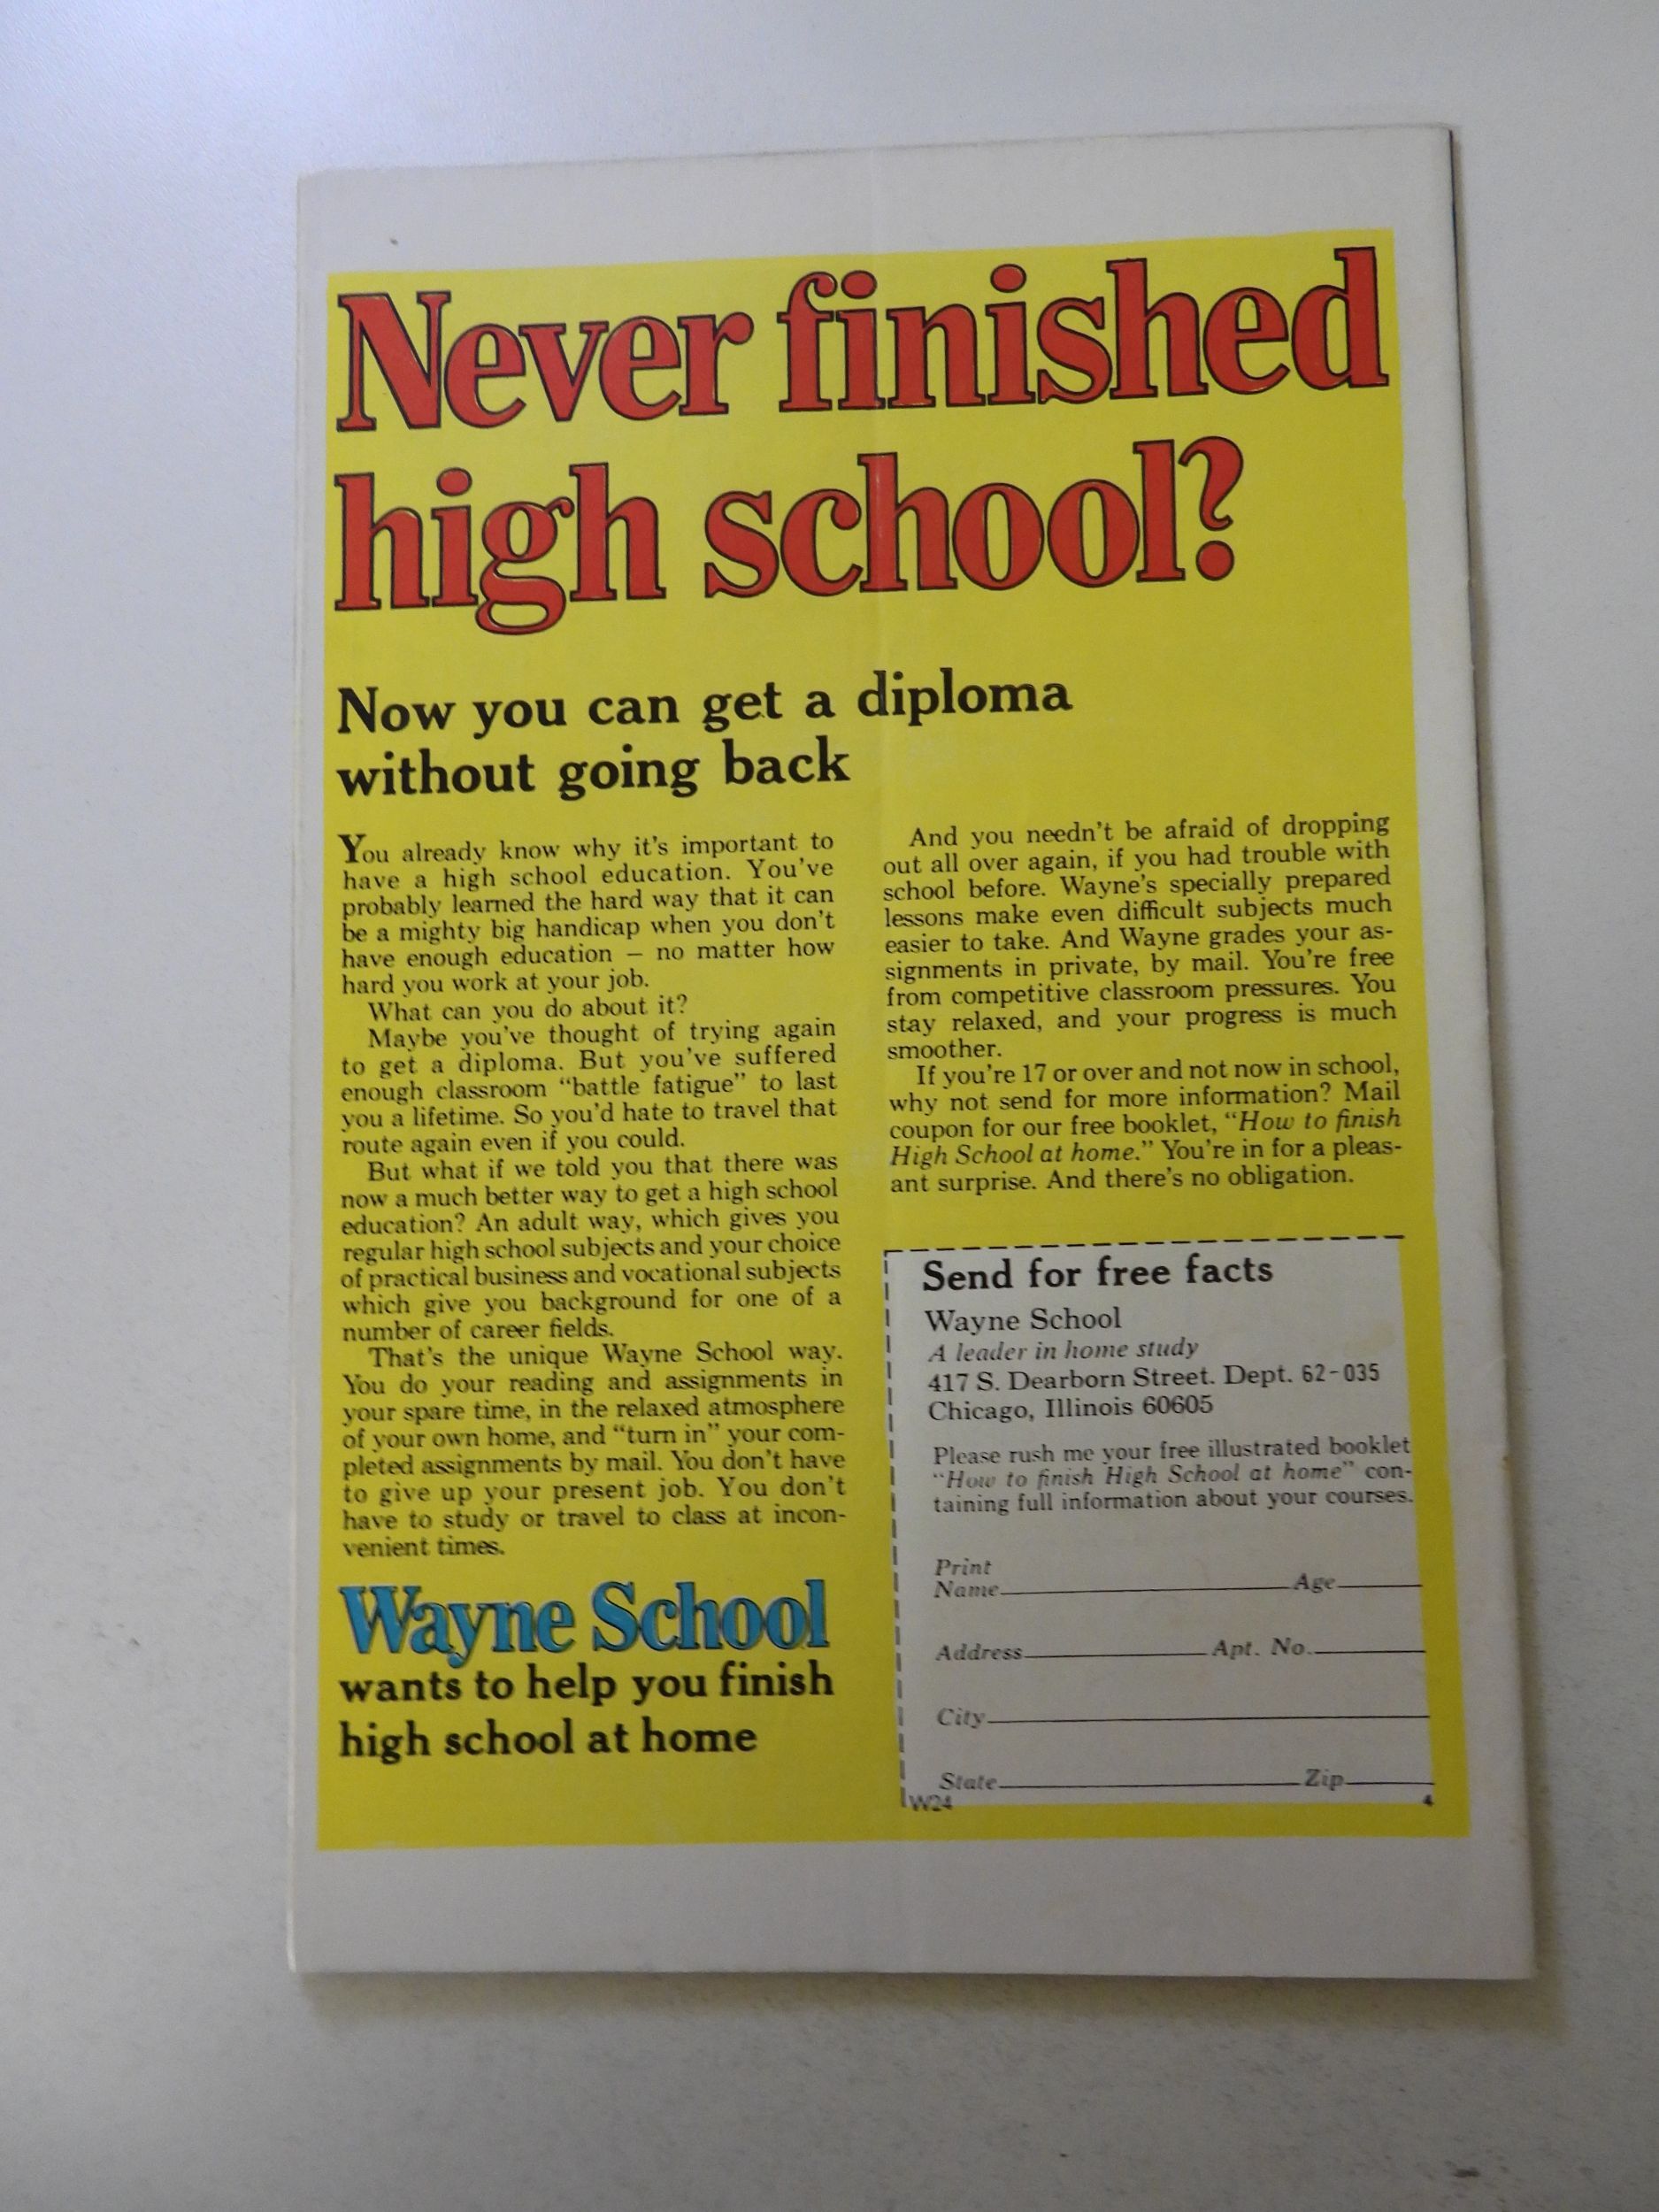 Never finished
high school?
Now you can get a diploma
without going back
You already know why it's important to
have a high school education. You've
probably learned the hard way that it can
be a mighty big handicap when you don't
have enough education – no matter how
hard you work at your job.
What can you do about it?
Maybe you've thought of trying again
to get a diploma. But you've suffered
enough classroom “battle fatigue” to last
you a lifetime. So you'd hate to travel that
route again even if you could.
But what if we told you that there was
now a much better way to get a high school
education? An adult way, which gives you
regular high school subjects and your choice
of practical business and vocational subjects
which give you background for one of a
number of career fields.
That's the unique Wayne School way.
You do your reading and assignments in
your spare time, in the relaxed atmosphere
of your own home, and “turn in” your com-
pleted assignments by mail. You don't have
to give up your present job. You don't
have to study or travel to class at incon-
venient times.
Wayne School
wants to help you finish
high school at home
And you needn't be afraid of dropping
out all over again, if you had trouble with
school before. Wayne's specially prepared
lessons make even difficult subjects much
easier to take. And Wayne grades your as-
signments in private, by mail. You're free
from competitive classroom pressures. You
stay relaxed, and your progress is much
smoother.
If you're 17 or over and not now in school,
why not send for more information? Mail
coupon for our free booklet, “How to finish
High School at home.” You're in for a pleas-
ant surprise. And there's no obligation.
Send for free facts
Wayne School
A leader in home study
417 S. Dearborn Street. Dept. 62-035
Chicago, Illinois 60605
Please rush me your free illustrated booklet
“How to finish High School at home” con-
taining full information about your courses.
Print
Name Age
Address Apt. No.
City
State Zip
W24 4